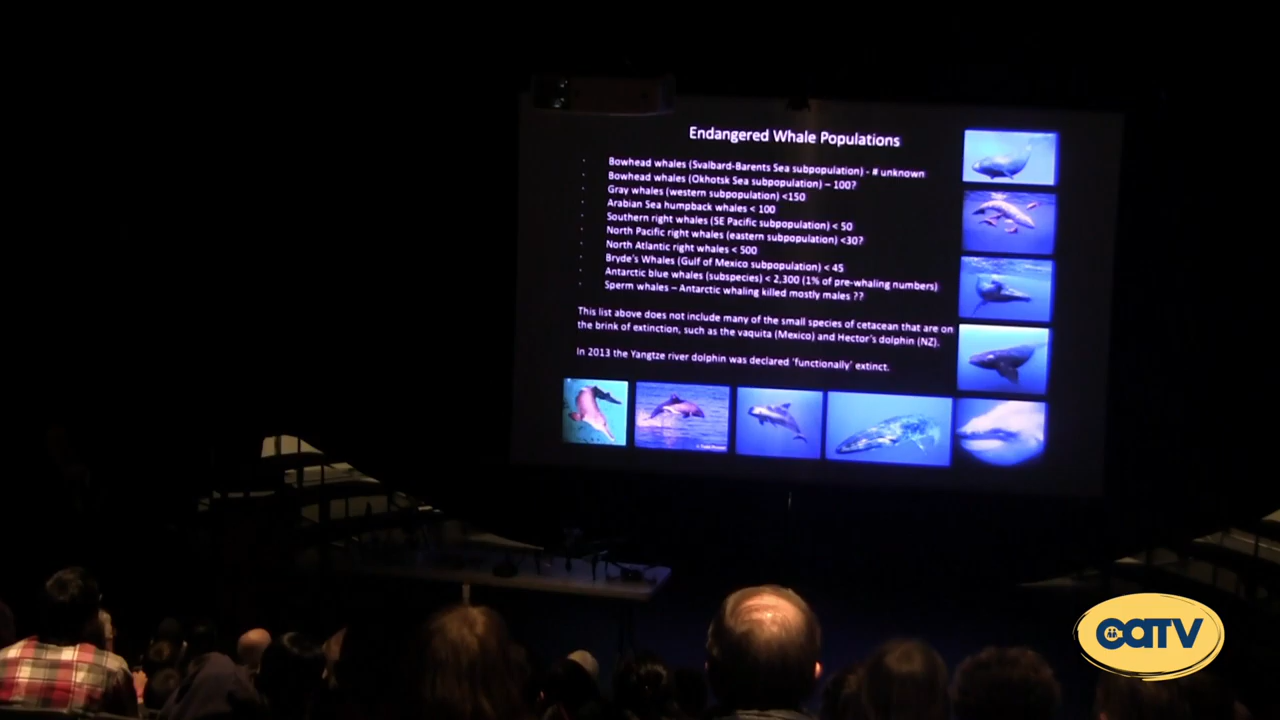 Endangered Whale Populations
Bowhead whales (Svalbard-Barents Sea subpopulation) - # unknown
Bowhead whales (Okhotsk Sea subpopulation) – 100?
Gray whales (western subpopulation) <150
Arabian Sea humpback whales < 100
Southern right whales (SE Pacific subpopulation) < 50
North Pacific right whales (eastern subpopulation) <30?
North Atlantic right whales < 500
Bryde's Whales (Gulf of Mexico subpopulation) < 45
Antarctic blue whales (subspecies) < 2,300 (1% of pre-whaling numbers)
Sperm whales – Antarctic whaling killed mostly males ??
This list above does not include many of the small species of cetacean that are on
the brink of extinction, such as the vaquita (Mexico) and Hector's dolphin (NZ).
In 2013 the Yangtze river dolphin was declared 'functionally' extinct.
CATV